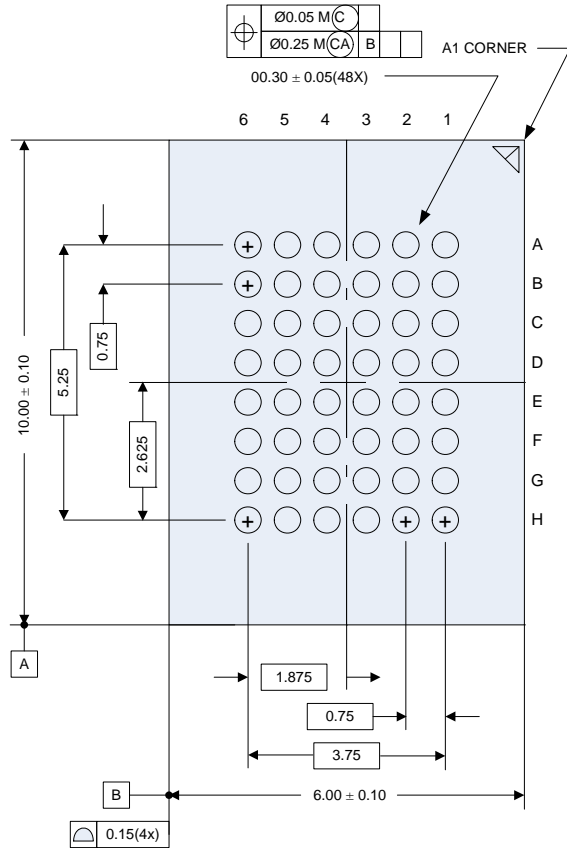 Ø0.05 M C
Ø0.25 M CA B
A1 CORNER
00.30 ± 0.05(48X)
6 5 4 3 2 1
A
B
C
D
E
F
G
H
0.75
5.25
10.00 ± 0.10
2.625
A
1.875
0.75
3.75
B
6.00 ± 0.10
0.15(4x)